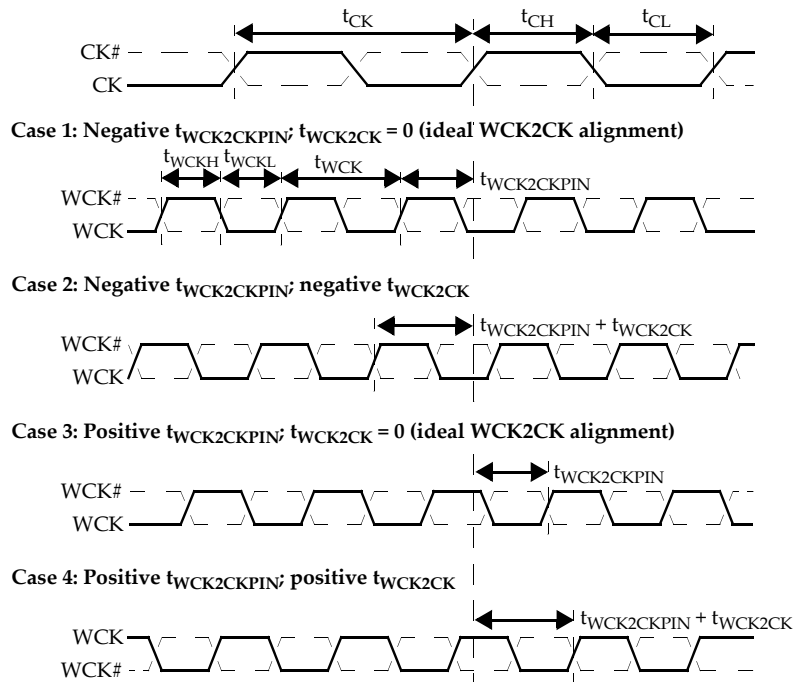 tCK tCH tCL
CK#
CK
Case 1: Negative tWCK2CKPIN; tWCK2CK = 0 (ideal WCK2CK alignment)
tWCKH tWCKL tWCK
tWCK2CKPIN
WCK#
WCK
Case 2: Negative tWCK2CKPIN; negative tWCK2CK
tWCK2CKPIN + tWCK2CK
WCK#
WCK
Case 3: Positive tWCK2CKPIN; tWCK2CK = 0 (ideal WCK2CK alignment)
tWCK2CKPIN
WCK#
WCK
Case 4: Positive tWCK2CKPIN; positive tWCK2CK
tWCK2CKPIN + tWCK2CK
WCK
WCK#